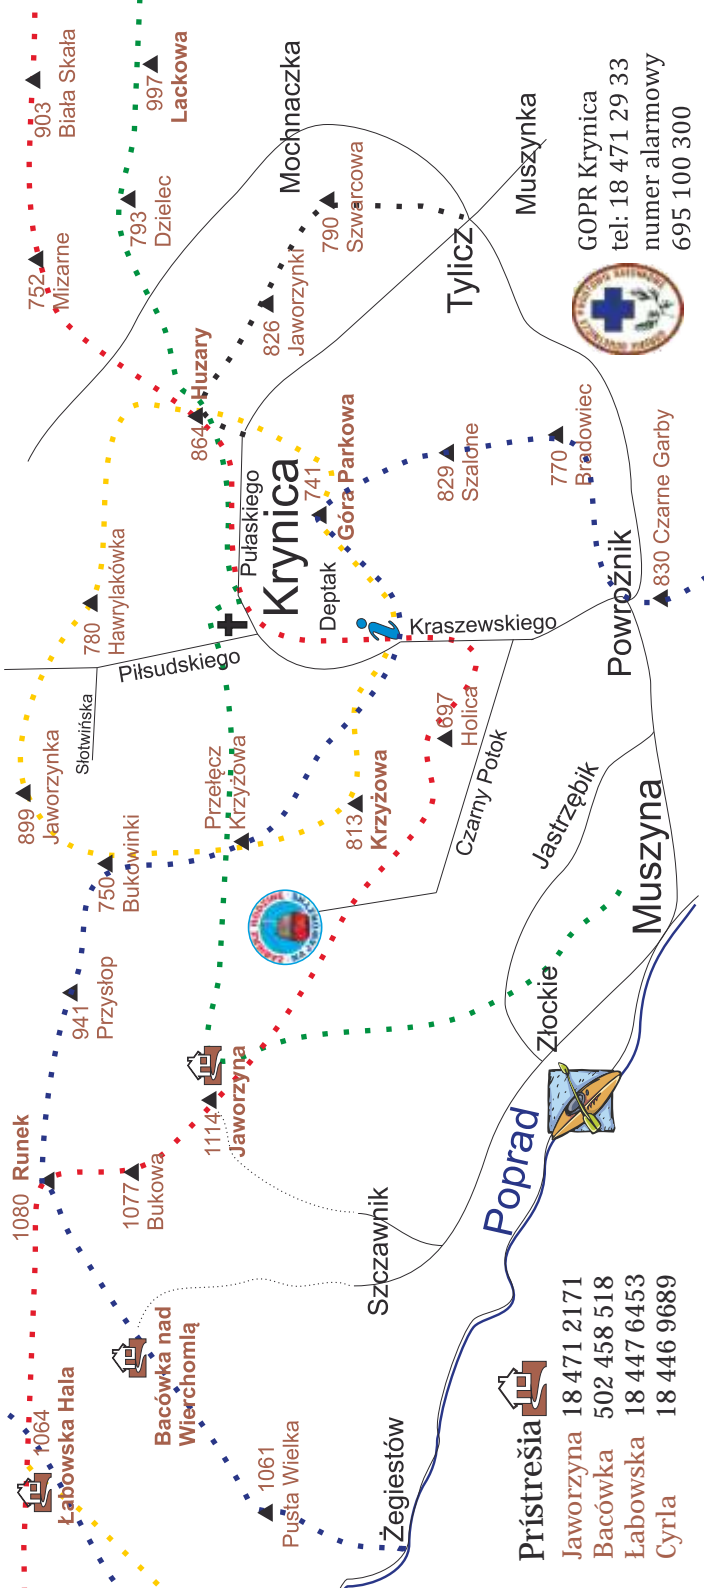 903
Biała Skała
997
Lackowa
752
Mizarne
793
Dzielec
Mochnaczka
790
Szwarcowa
826
Jaworzynki
Muszynka
Tylicz
GOPR Krynica
tel: 18 471 29 33
numer alarmowy
695 100 300
864
Huzary
Pułaskiego
Krynica
741
Góra Parkowa
Deptak
829
Szalone
770
Bradowiec
780
Hawrylakówka
Piłsudskiego
Słotwińska
i
Kraszewskiego
Powroźnik
830 Czarne Garby
899
Jaworzynka
750
Bukowinki
Przełęcz
Krzyżowa
813
Krzyżowa
697
Holica
Czarny Potok
Jastrzębik
Muszyna
941
Przysłop
Złockie
1114
Jaworzyna
1080 Runek
1077
Bukowa
Szczawnik
Poprad
1064
Łabowska Hala
Bacówka nad
Wierchomlą
1061
Pusta Wielka
Żegiestów
Prístrešia
Jaworzyna 18 471 2171
Bacówka 502 458 518
Łabowska 18 447 6453
Cyrla 18 446 9689